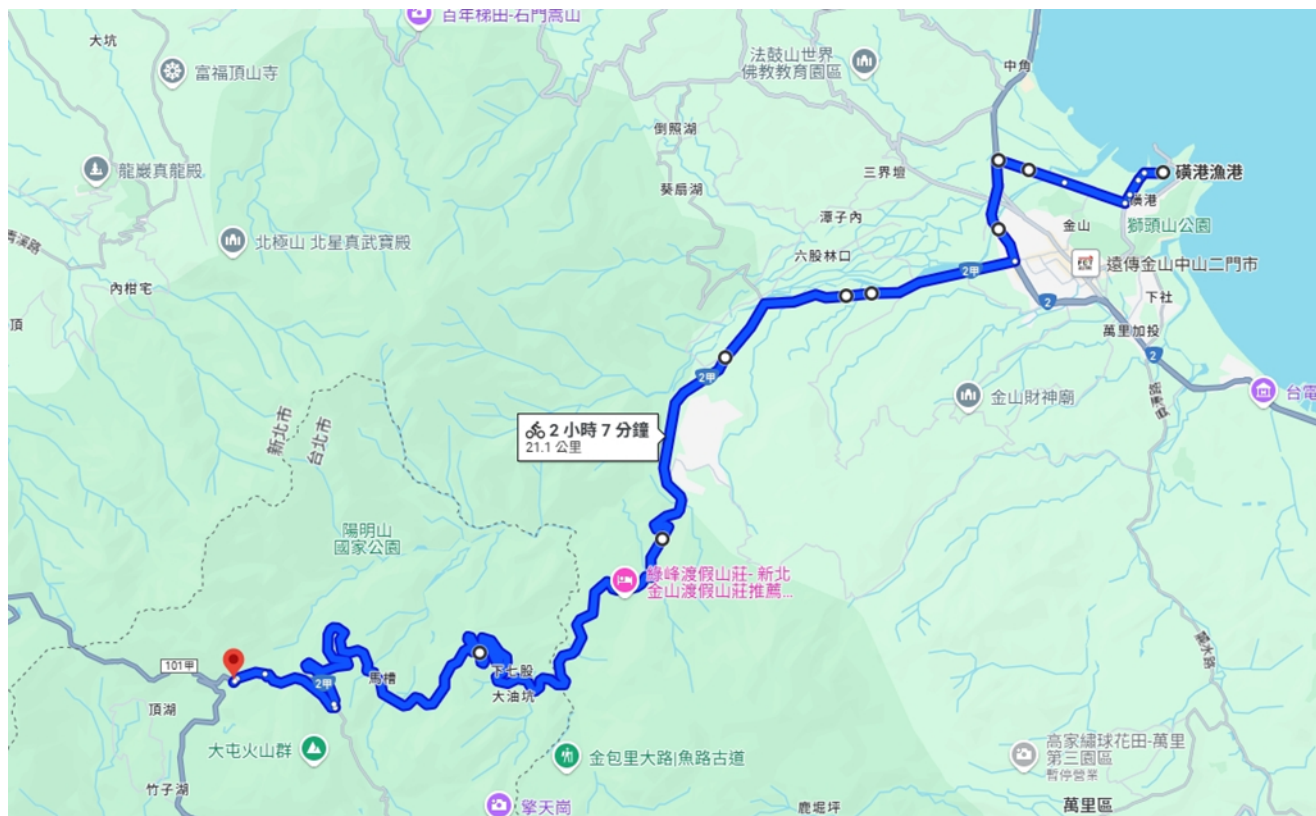 百年梯田-石門嵩山
大坑
富福頂山寺
法鼓山世界
佛教教育園區
中角
倒照湖
龍巖真龍殿
三界壇
磺港漁港
葵扇湖
磺港
潭子內
金山
獅頭山公園
北極山 北星真武寶殿
六股林口
2甲
遠傳金山中山二門市
內柑宅
下社
2
頂
萬里加投
2
2甲
台電
金山財神廟
新北市
台北市
2 小時 7 分鐘
21.1 公里
陽明山
國家公園
綠峰渡假山莊- 新北
金山渡假山莊推薦...
101甲
2甲
馬槽
下七股
大油坑
頂湖
大屯火山群
金包里大路|魚路古道
高家繡球花田-萬里
第三園區
暫停營業
竹子湖
擎天崗
鹿堀坪
萬里區